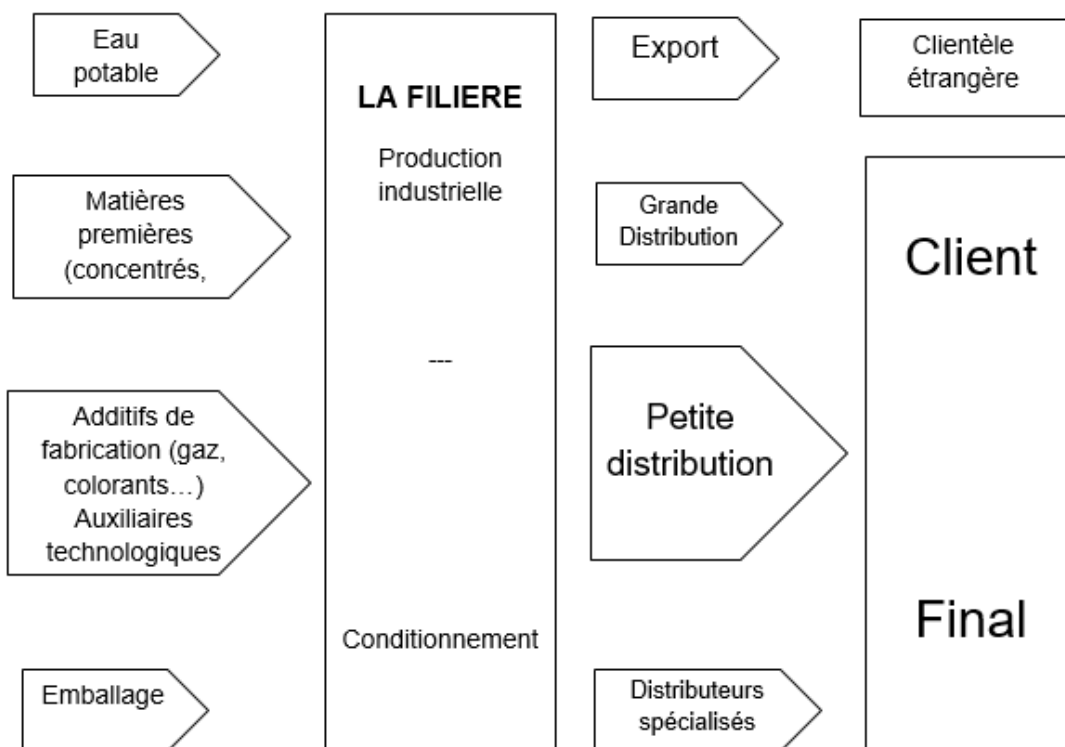 Eau
potable
Matières
premières
(concentrés,
Additifs de
fabrication (gaz,
colorants…)
Auxiliaires
technologiques
Emballage
LA FILIERE
Production
industrielle
---
Conditionnement
Export
Grande
Distribution
Petite
distribution
Distributeurs
spécialisés
Clientèle
étrangère
Client
Final